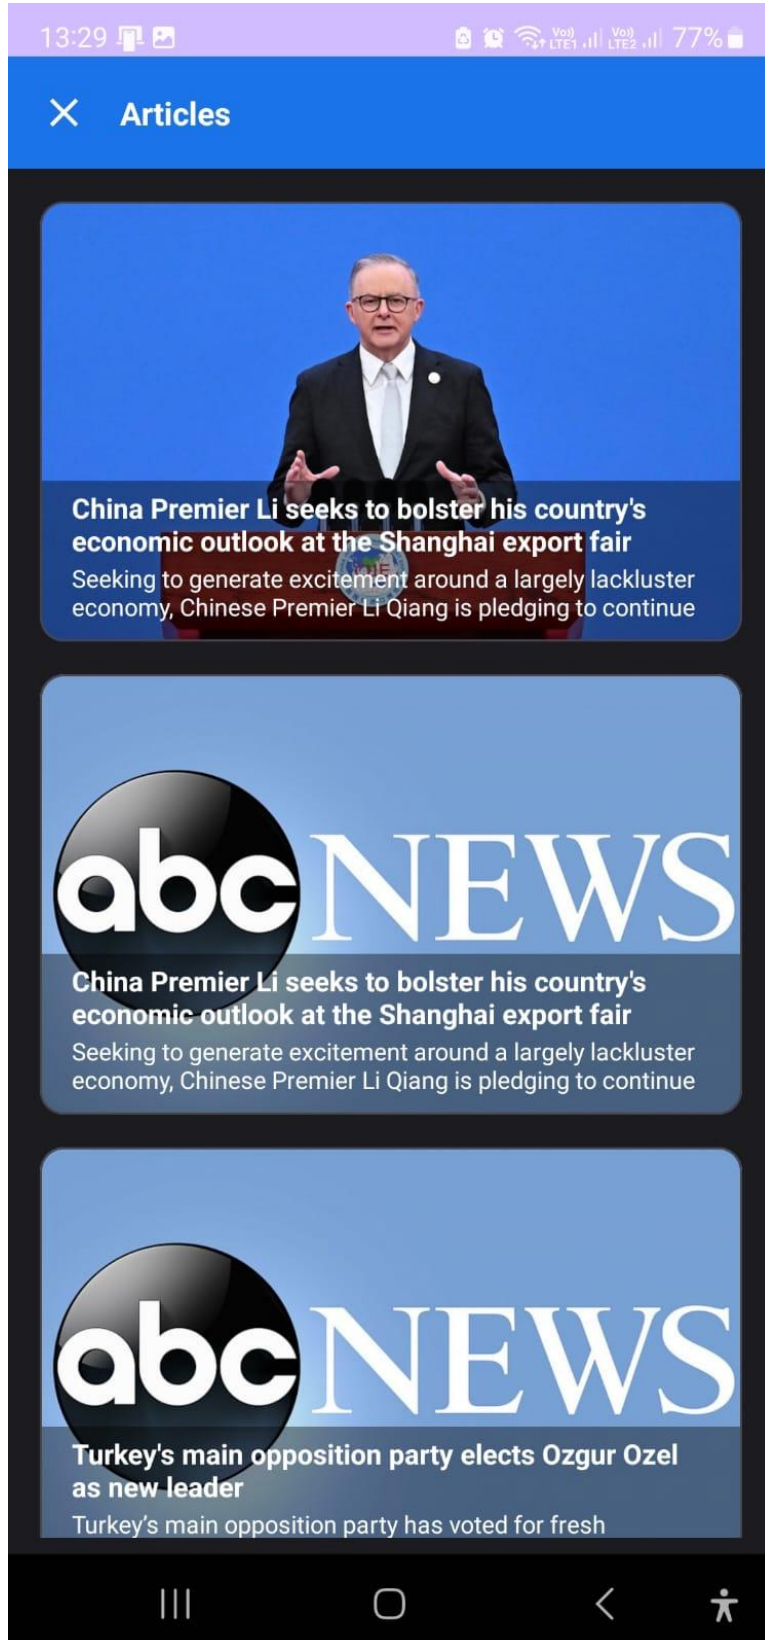 13:29
Vo)) LTE1 Vo)) LTE2 77%
Articles
China Premier Li seeks to bolster his country's
economic outlook at the Shanghai export fair
Seeking to generate excitement around a largely lackluster
economy, Chinese Premier Li Qiang is pledging to continue
abc NEWS
China Premier Li seeks to bolster his country's
economic outlook at the Shanghai export fair
Seeking to generate excitement around a largely lackluster
economy, Chinese Premier Li Qiang is pledging to continue
abc NEWS
Turkey's main opposition party elects Ozgur Ozel
as new leader
Turkey’s main opposition party has voted for fresh